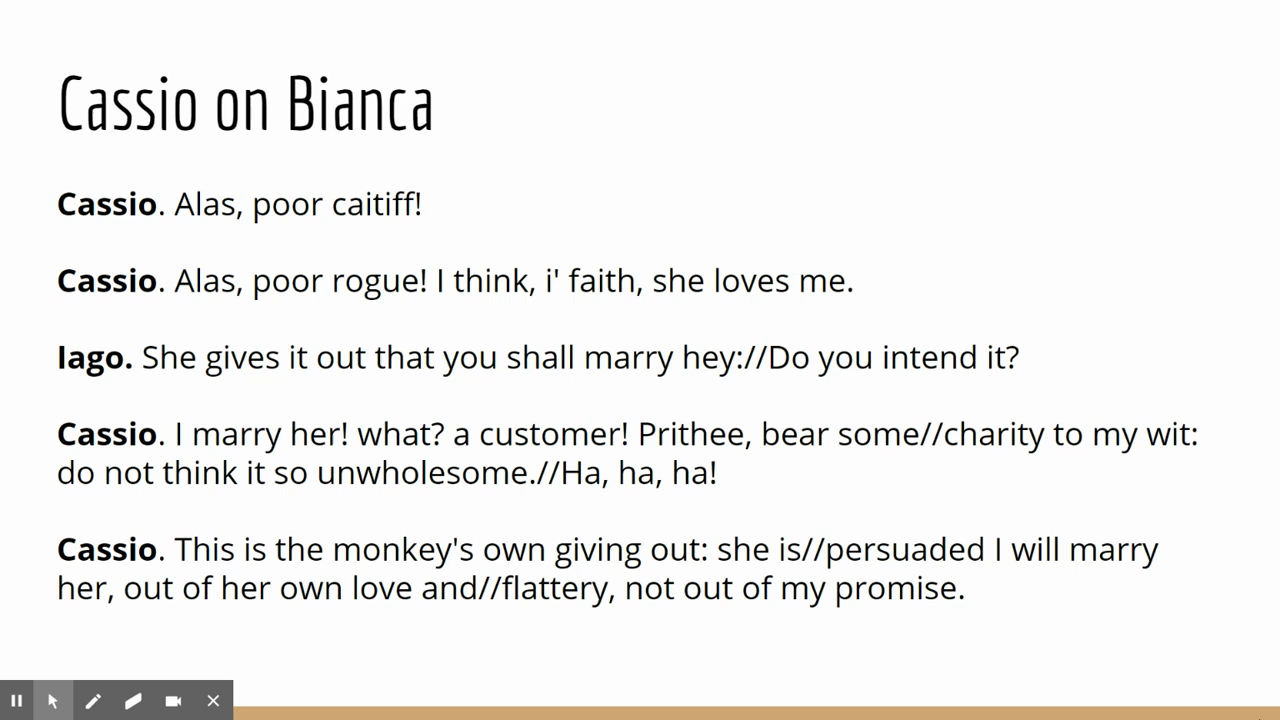 Cassio on Bianca
Cassio. Alas, poor caitiff!
Cassio. Alas, poor rogue! I think, i' faith, she loves me.
Iago. She gives it out that you shall marry hey://Do you intend it?
Cassio. I marry her! what? a customer! Prithee, bear some//charity to my wit:
do not think it so unwholesome.//Ha, ha, ha!
Cassio. This is the monkey's own giving out: she is//persuaded I will marry
her, out of her own love and//flattery, not out of my promise.